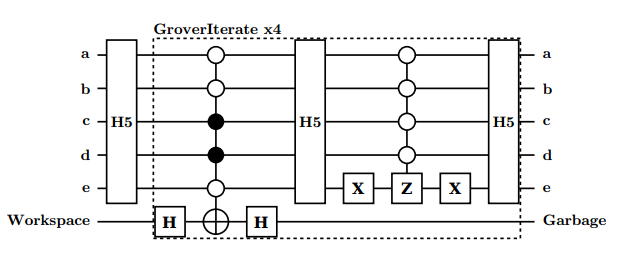 GroverIterate x4
a a
b b
c H5 H5 H5 c
d d
e X Z X e
Workspace H H Garbage